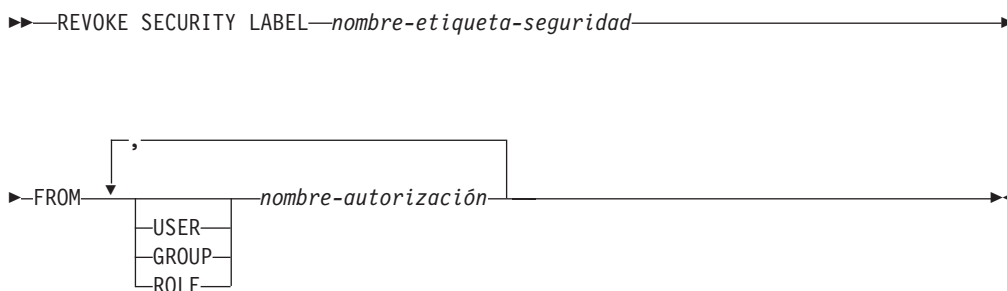 REVOKE SECURITY LABEL nombre-etiqueta-seguridad
,
FROM nombre-autorización
USER
GROUP
ROLE